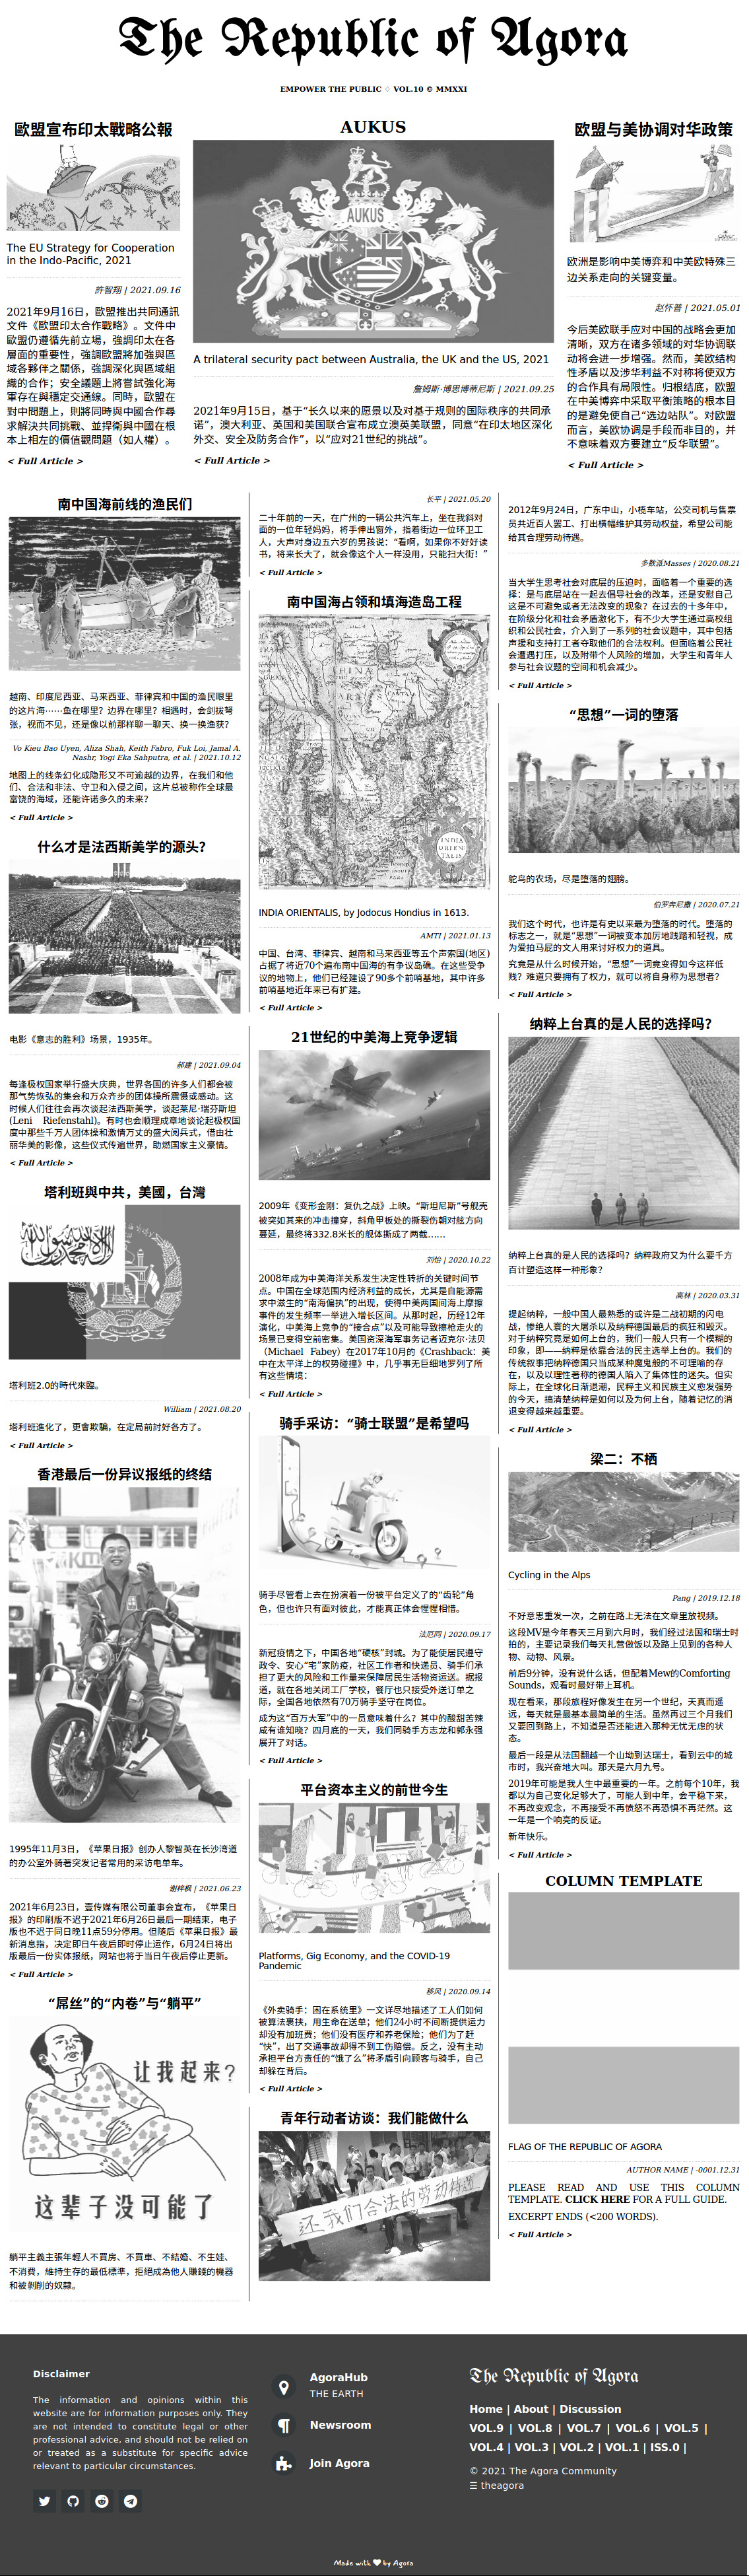 The Republic of Agora
EMPOWER THE PUBLIC ♢ VOL.10 © MMXXI
歐盟宣布印太戰略公報
The EU Strategy for Cooperation
in the Indo-Pacific, 2021
許智翔 | 2021.09.16
2021年9月16日，歐盟推出共同通訊
文件《歐盟印太合作戰略》。文件中
歐盟仍遵循先前立場，強調印太在各
層面的重要性，強調歐盟將加強與區
域各夥伴之關係，強調深化與區域組
織的合作；安全議題上將嘗試強化海
軍存在與穩定交通線。同時，歐盟在
對中問題上，則將同時與中國合作尋
求解決共同挑戰、並捍衛與中國在根
本上相左的價值觀問題（如人權）。
< Full Article >
AUKUS
AUKUS
A trilateral security pact between Australia, the UK and the US, 2021
詹姆斯·博思博蒂尼斯 | 2021.09.25
2021年9月15日，基于“长久以来的愿景以及对基于规则的国际秩序的共同承
诺”，澳大利亚、英国和美国联合宣布成立澳英美联盟，同意“在印太地区深化
外交、安全及防务合作”，以“应对21世纪的挑战”。
< Full Article >
欧盟与美协调对华政策
欧洲是影响中美博弈和中美欧特殊三
边关系走向的关键变量。
赵怀普 | 2021.05.01
今后美欧联手应对中国的战略会更加
清晰，双方在诸多领域的对华协调联
动将会进一步增强。然而，美欧结构
性矛盾以及涉华利益不对称将使双方
的合作具有局限性。归根结底，欧盟
在中美博弈中采取平衡策略的根本目
的是避免使自己“选边站队”。对欧盟
而言，美欧协调是手段而非目的，并
不意味着双方要建立“反华联盟”。
< Full Article >
南中国海前线的渔民们
越南、印度尼西亚、马来西亚、菲律宾和中国的渔民眼里
的这片海⋯⋯鱼在哪里？边界在哪里？相遇时，会剑拔弩
张，视而不见，还是像以前那样聊一聊天、换一换渔获？
Vo Kieu Bao Uyen, Aliza Shah, Keith Fabro, Fuk Loi, Jamal A.
Nashr, Yogi Eka Sahputra, et al. | 2021.10.12
地图上的线条幻化成隐形又不可逾越的边界，在我们和他
们、合法和非法、守卫和入侵之间，这片总被称作全球最
富饶的海域，还能许诺多久的未来？
< Full Article >
什么才是法西斯美学的源头？
电影《意志的胜利》场景，1935年。
郝建 | 2021.09.04
每逢极权国家举行盛大庆典，世界各国的许多人们都会被
那气势恢弘的集会和万众齐步的团体操所震慑或感动。这
时候人们往往会再次谈起法西斯美学，谈起莱尼·瑞芬斯坦
(Leni Riefenstahl)。有时也会顺理成章地谈论起极权国
度中那些千万人团体操和激情万丈的盛大阅兵式，借由壮
丽华美的影像，这些仪式传遍世界，助燃国家主义豪情。
< Full Article >
塔利班與中共，美國，台灣
塔利班2.0的時代來臨。
William | 2021.08.20
塔利班進化了，更會欺騙，在定局前討好各方了。
< Full Article >
香港最后一份异议报纸的终结
1995年11月3日，《苹果日报》创办人黎智英在长沙湾道
的办公室外骑著突发记者常用的采访电单车。
谢梓枫 | 2021.06.23
2021年6月23日，壹传媒有限公司董事会宣布，《苹果日
报》的印刷版不迟于2021年6月26日最后一期结束，电子
版也不迟于同日晚11点59分停用。但随后《苹果日报》最
新消息指，决定即日午夜后即时停止运作，6月24日将出
版最后一份实体报纸，网站也将于当日午夜后停止更新。
< Full Article >
“屌丝”的“内卷”与“躺平”
让我起来？
这辈子没可能了
躺平主義主張年輕人不買房、不買車、不結婚、不生娃、
不消費，維持生存的最低標準，拒絕成為他人賺錢的機器
和被剝削的奴隸。
长平 | 2021.05.20
二十年前的一天，在广州的一辆公共汽车上，坐在我斜对
面的一位年轻妈妈，将手伸出窗外，指着街边一位环卫工
人，大声对身边五六岁的男孩说：“看啊，如果你不好好读
书，将来长大了，就会像这个人一样没用，只能扫大街！”
< Full Article >
南中国海占领和填海造岛工程
CHINA
INDIA
ORIEN
TALIS
INDIA ORIENTALIS, by Jodocus Hondius in 1613.
AMTI | 2021.01.13
中国、台湾、菲律宾、越南和马来西亚等五个声索国(地区)
占据了将近70个遍布南中国海的有争议岛礁。在这些受争
议的地物上，他们已经建设了90多个前哨基地，其中许多
前哨基地近年来已有扩建。
< Full Article >
21世纪的中美海上竞争逻辑
2009年《变形金刚：复仇之战》上映。“斯坦尼斯”号舰壳
被突如其来的冲击撞穿，斜角甲板处的撕裂伤朝对舷方向
蔓延，最终将332.8米长的舰体撕成了两截……
刘怡 | 2020.10.22
2008年成为中美海洋关系发生决定性转折的关键时间节
点。中国在全球范围内经济利益的成长，尤其是自能源需
求中滋生的“南海偏执”的出现，使得中美两国间海上摩擦
事件的发生频率一举进入增长区间。从那时起，历经12年
演化，中美海上竞争的“接合点”以及可能导致擦枪走火的
场景已变得空前密集。美国资深海军事务记者迈克尔·法贝
（Michael Fabey）在2017年10月的《Crashback：美
中在太平洋上的权势碰撞》中，几乎事无巨细地罗列了所
有这些情境：
< Full Article >
骑手采访：“骑士联盟”是希望吗
骑手尽管看上去在扮演着一份被平台定义了的“齿轮”角
色，但也许只有面对彼此，才能真正体会惺惺相惜。
法厄同 | 2020.09.17
新冠疫情之下，中国各地“硬核”封城。为了能使居民遵守
政令、安心“宅”家防疫，社区工作者和快递员、骑手们承
担了更大的风险和工作量来保障居民生活物资运送。据报
道，就在各地关闭工厂学校，餐厅也只接受外送订单之
际，全国各地依然有70万骑手坚守在岗位。
成为这“百万大军”中的一员意味着什么？其中的酸甜苦辣
咸有谁知晓？四月底的一天，我们同骑手方志龙和郭永强
展开了对话。
< Full Article >
平台资本主义的前世今生
Platforms, Gig Economy, and the COVID-19
Pandemic
移风 | 2020.09.14
《外卖骑手：困在系统里》一文详尽地描述了工人们如何
被算法裹挟，用生命在送单；他们24小时不间断提供运力
却没有加班费；他们没有医疗和养老保险；他们为了赶
“快”，出了交通事故却得不到工伤赔偿。反之，没有主动
承担平台方责任的“饿了么”将矛盾引向顾客与骑手，自己
却躲在背后。
< Full Article >
青年行动者访谈：我们能做什么
还我们合法的劳动待遇
2012年9月24日，广东中山，小榄车站，公交司机与售票
员共近百人罢工、打出横幅维护其劳动权益，希望公司能
给其合理劳动待遇。
多数派Masses | 2020.08.21
当大学生思考社会对底层的压迫时，面临着一个重要的选
择：是与底层站在一起去倡导社会的改革，还是安慰自己
这是不可避免或者无法改变的现象？在过去的十多年中，
在阶级分化和社会矛盾激化下，有不少大学生通过高校组
织和公民社会，介入到了一系列的社会议题中，其中包括
声援和支持打工者夺取他们的合法权利。但面临着公民社
会遭遇打压，以及附带个人风险的增加，大学生和青年人
参与社会议题的空间和机会减少。
< Full Article >
“思想”一词的堕落
鸵鸟的农场，尽是堕落的翅膀。
伯罗奔尼撒 | 2020.07.21
我们这个时代，也许是有史以来最为堕落的时代。堕落的
标志之一，就是“思想”一词被变本加厉地践踏和轻视，成
为爱拍马屁的文人用来讨好权力的道具。
究竟是从什么时候开始，“思想”一词竟变得如今这样低
贱？难道只要拥有了权力，就可以将自身称为思想者？
< Full Article >
纳粹上台真的是人民的选择吗？
纳粹上台真的是人民的选择吗？纳粹政府又为什么要千方
百计塑造这样一种形象？
高林 | 2020.03.31
提起纳粹，一般中国人最熟悉的或许是二战初期的闪电
战，惨绝人寰的大屠杀以及纳粹德国最后的疯狂和毁灭。
对于纳粹究竟是如何上台的，我们一般人只有一个模糊的
印象，即——纳粹是依靠合法的民主选举上台的。我们的
传统叙事把纳粹德国只当成某种魔鬼般的不可理喻的存
在，以及以理性著称的德国人陷入了集体性的迷失。但实
际上，在全球化日渐退潮，民粹主义和民族主义愈发强势
的今天，搞清楚纳粹是如何以及为何上台，随着记忆的消
退变得越来越重要。
< Full Article >
梁二：不栖
Cycling in the Alps
Pang | 2019.12.18
不好意思重发一次，之前在路上无法在文章里放视频。
这段MV是今年春天三月到六月时，我们经过法国和瑞士时
拍的，主要记录我们每天扎营做饭以及路上见到的各种人
物、动物、风景。
前后9分钟，没有说什么话，但配着Mew的Comforting
Sounds，观看时最好带上耳机。
现在看来，那段旅程好像发生在另一个世纪，天真而遥
远，每天就是最基本最简单的生活。虽然再过三个月我们
又要回到路上，不知道是否还能进入那种无忧无虑的状
态。
最后一段是从法国翻越一个山坳到达瑞士，看到云中的城
市时，我兴奋地大叫。那天是六月九号。
2019年可能是我人生中最重要的一年。之前每个10年，我
都以为自己变化足够大了，可能人到中年，会平稳下来，
不再改变观念，不再接受不再愤怒不再恐惧不再茫然。这
一年是一个响亮的反证。
新年快乐。
< Full Article >
COLUMN TEMPLATE
FLAG OF THE REPUBLIC OF AGORA
AUTHOR NAME | -0001.12.31
PLEASE READ AND USE THIS COLUMN
TEMPLATE. CLICK HERE FOR A FULL GUIDE.
EXCERPT ENDS (<200 WORDS).
< Full Article >
Disclaimer
The information and opinions within this
website are for information purposes only. They
are not intended to constitute legal or other
professional advice, and should not be relied on
or treated as a substitute for specific advice
relevant to particular circumstances.
AgoraHub
THE EARTH
Newsroom
Join Agora
The Republic of Agora
Home | About | Discussion
VOL.9 | VOL.8 | VOL.7 | VOL.6 | VOL.5 |
VOL.4 | VOL.3 | VOL.2 | VOL.1 | ISS.0 |
© 2021 The Agora Community
☰ theagora
Made with ❤ by Agora